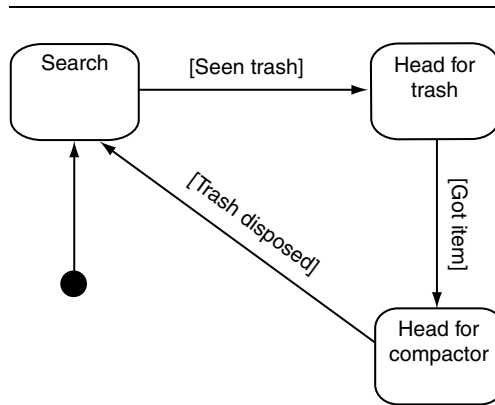 Search
[Seen trash]
Head for
trash
[Got item]
[Trash disposed]
Head for
compactor